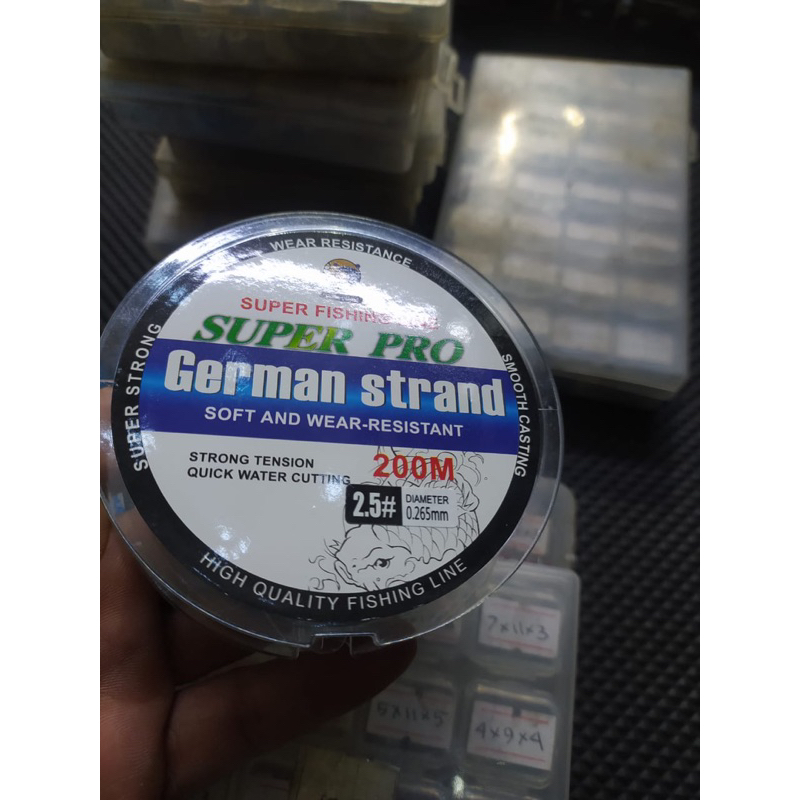 WEAR RESISTANCE
SUPER FISHING LINE
SUPER PRO
German strand
SOFT AND WEAR-RESISTANT
SUPER STRONG
SMOOTH CASTING
STRONG TENSION
QUICK WATER CUTTING
200M
2.5#
DIAMETER
0.265mm
HIGH QUALITY FISHING LINE
7x11x3
5x11x5
4x9x4